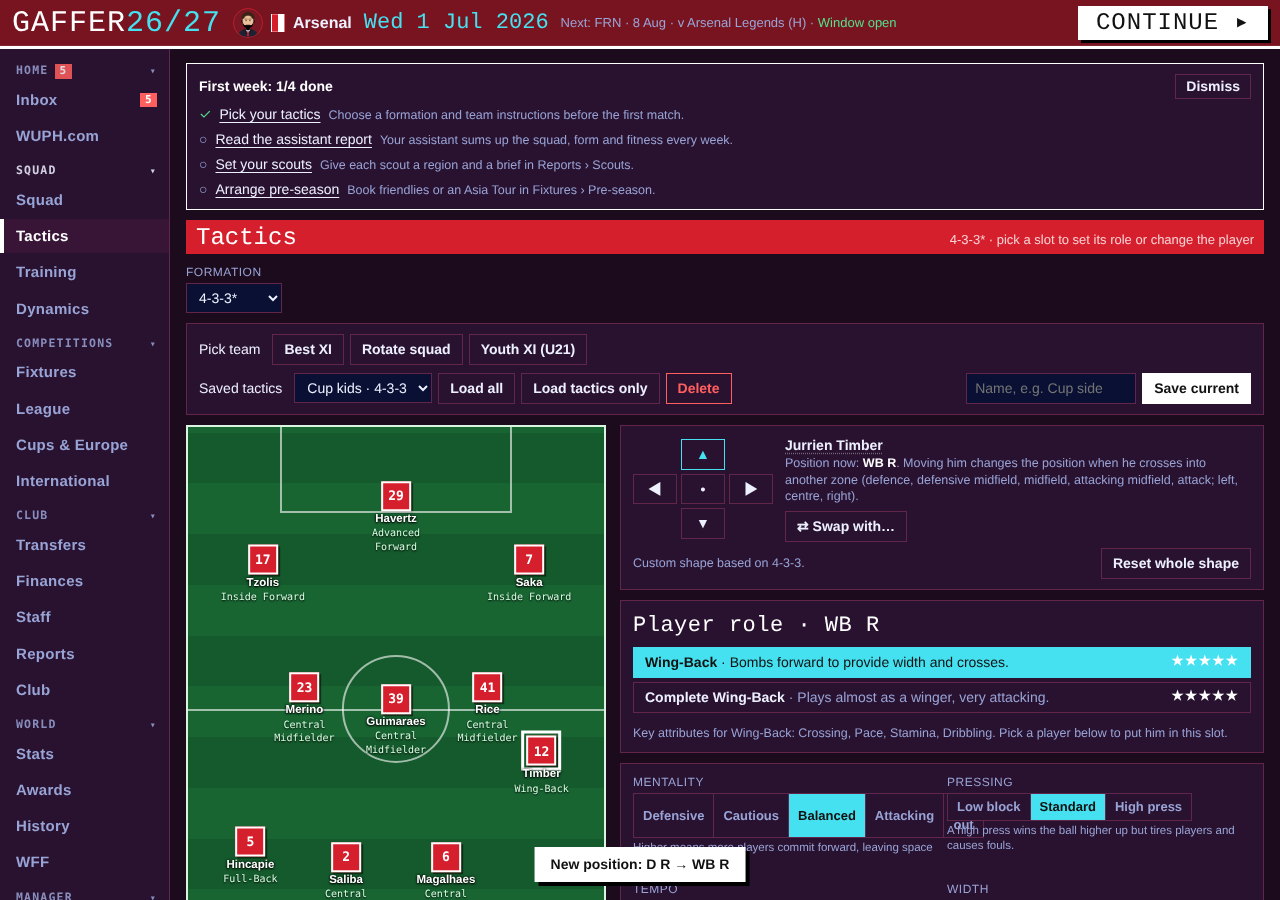 GAFFER26/27 Arsenal Wed 1 Jul 2026 Next: FRN · 8 Aug · v Arsenal Legends (H) · Window open CONTINUE ►
HOME 5 ▾
Inbox 5
WUPH.com
SQUAD ▾
Squad
Tactics
Training
Dynamics
COMPETITIONS ▾
Fixtures
League
Cups & Europe
International
CLUB ▾
Transfers
Finances
Staff
Reports
Club
WORLD ▾
Stats
Awards
History
WFF
MANAGER ▾
First week: 1/4 done Dismiss
✓ Pick your tactics Choose a formation and team instructions before the first match.
○ Read the assistant report Your assistant sums up the squad, form and fitness every week.
○ Set your scouts Give each scout a region and a brief in Reports › Scouts.
○ Arrange pre-season Book friendlies or an Asia Tour in Fixtures › Pre-season.
Tactics 4-3-3* · pick a slot to set its role or change the player
FORMATION
4-3-3*
Pick team Best XI Rotate squad Youth XI (U21)
Saved tactics Cup kids · 4-3-3 Load all Load tactics only Delete Name, e.g. Cup side Save current
29
Havertz
Advanced
Forward
17
Tzolis
Inside Forward
7
Saka
Inside Forward
23
Merino
Central
Midfielder
39
Guimaraes
Central
Midfielder
41
Rice
Central
Midfielder
12
Timber
Wing-Back
5
Hincapie
Full-Back
2
Saliba
Central
6
Magalhaes
Central
▲
◀ • ▶
▼
Jurrien Timber
Position now: WB R. Moving him changes the position when he crosses into
another zone (defence, defensive midfield, midfield, attacking midfield, attack; left,
centre, right).
⇄ Swap with…
Custom shape based on 4-3-3. Reset whole shape
Player role · WB R
Wing-Back · Bombs forward to provide width and crosses. ★★★★★
Complete Wing-Back · Plays almost as a winger, very attacking. ★★★★★
Key attributes for Wing-Back: Crossing, Pace, Stamina, Dribbling. Pick a player below to put him in this slot.
MENTALITY
Defensive Cautious Balanced Attacking out
Higher means more players commit forward, leaving space
PRESSING
Low block Standard High press
A high press wins the ball higher up but tires players and
causes fouls.
TEMPO
WIDTH
New position: D R → WB R